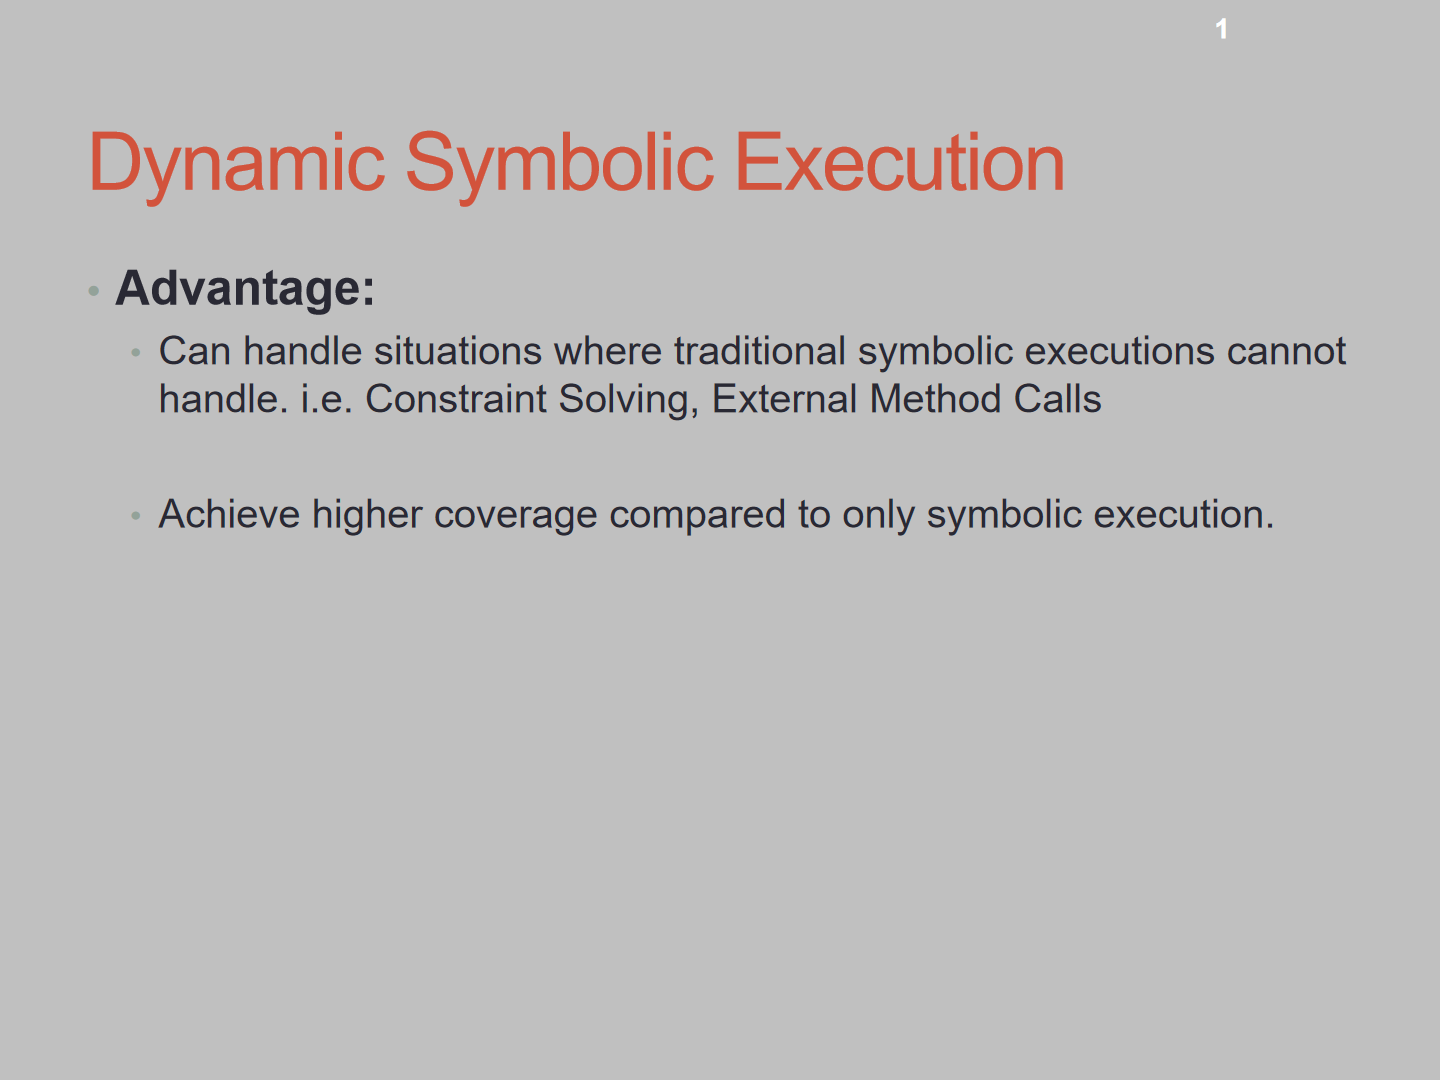 1
Dynamic Symbolic Execution
• Advantage:
• Can handle situations where traditional symbolic executions cannot
handle. i.e. Constraint Solving, External Method Calls
• Achieve higher coverage compared to only symbolic execution.